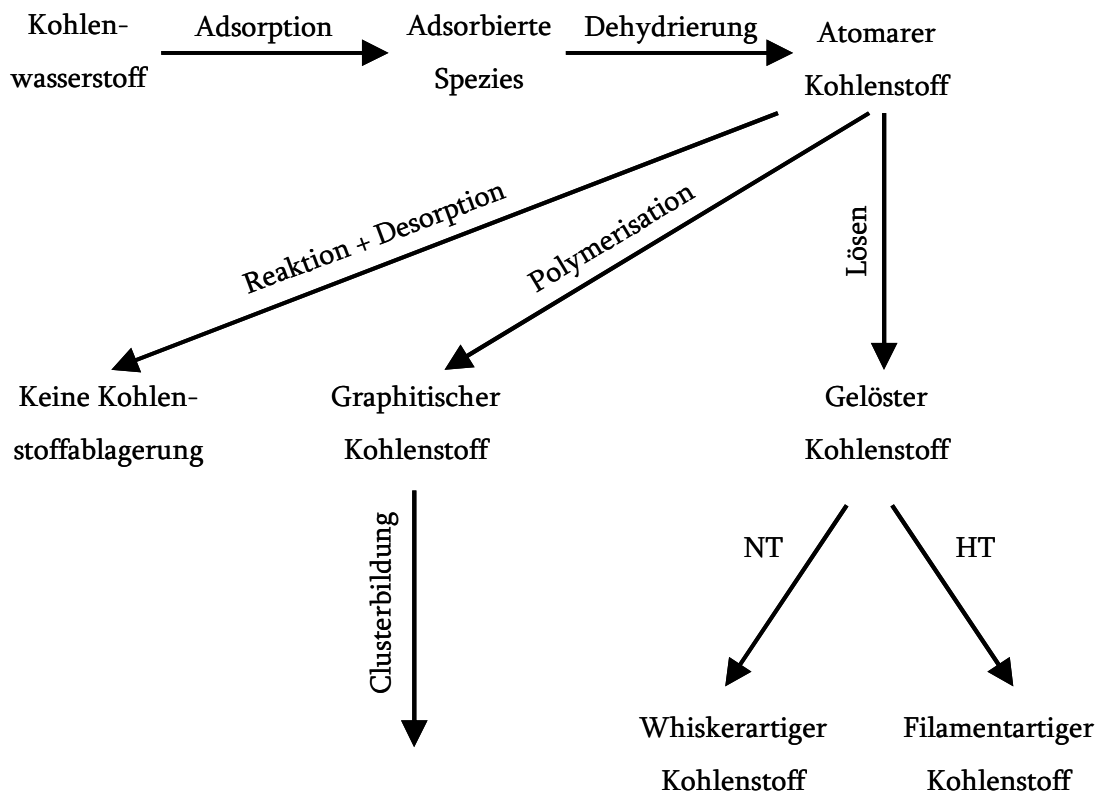 Kohlen-
wasserstoff
Adsorption
Adsorbierte
Spezies
Dehydrierung
Atomarer
Kohlenstoff
Reaktion + Desorption
Polymerisation
Lösen
Keine Kohlen-
stoffablagerung
Graphitischer
Kohlenstoff
Gelöster
Kohlenstoff
Clusterbildung
NT
HT
Whiskerartiger
Kohlenstoff
Filamentartiger
Kohlenstoff